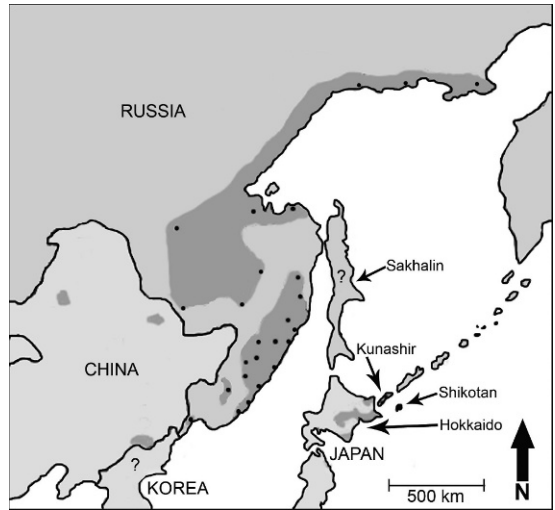 RUSSIA
?
Sakhalin
Kunashir
CHINA
Shikotan
Hokkaido
?
JAPAN
KOREA
500 km
N